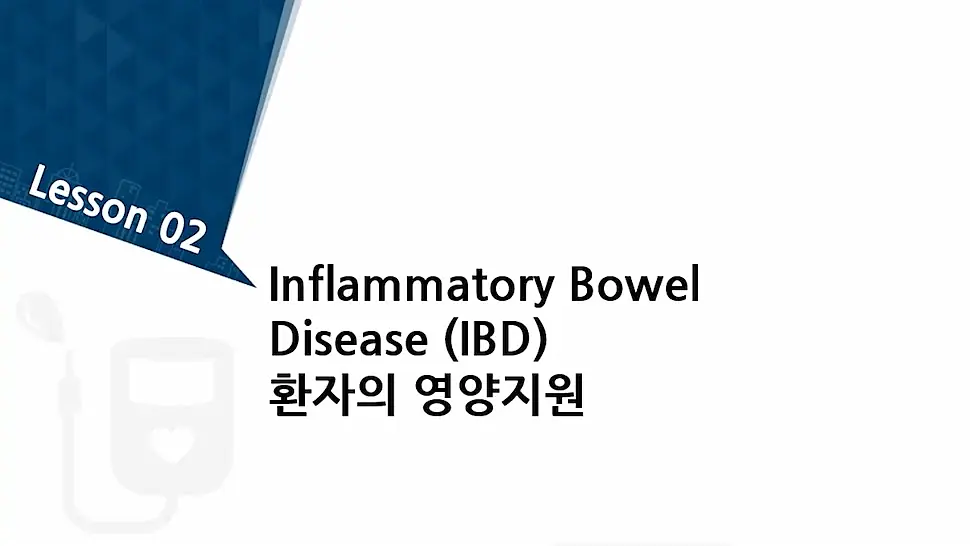 Lesson 02
Inflammatory Bowel
Disease (IBD)
환자의 영양지원